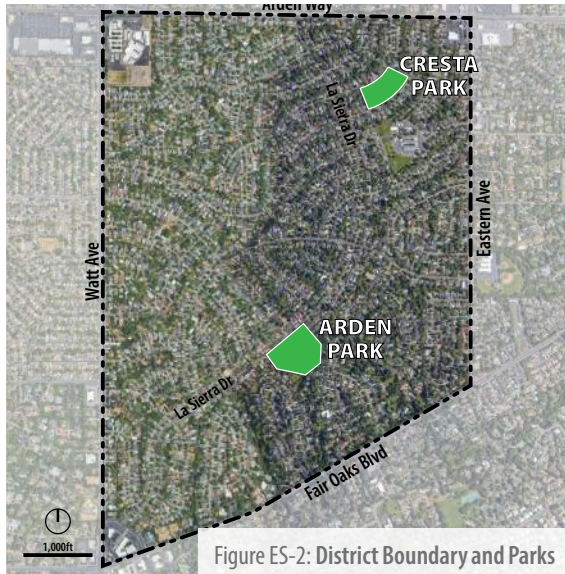 Arden Way
CRESTA
PARK
La Sierra Dr
Eastern Ave
Watt Ave
ARDEN
PARK
La Sierra Dr
Fair Oaks Blvd
1,000ft
Figure ES-2: District Boundary and Parks